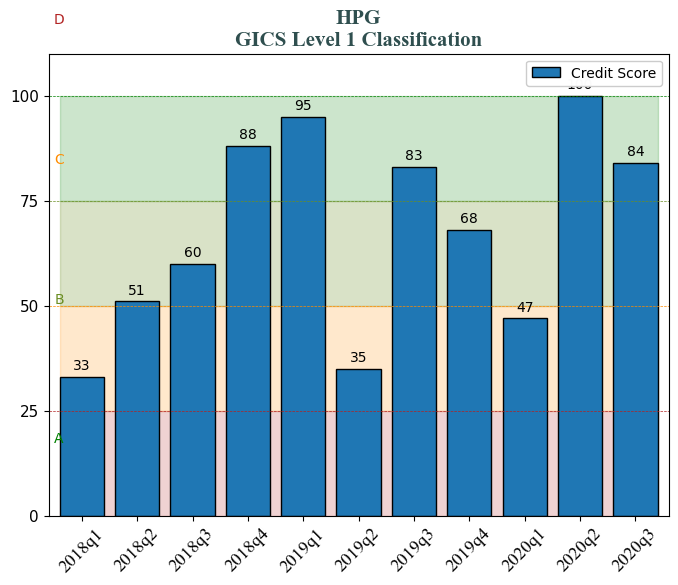 D
HPG
GICS Level 1 Classification
Credit Score
100
75
50
25
0
C
B
A
33
51
60
88
95
35
83
68
47
84
2018q1
2018q2
2018q3
2018q4
2019q1
2019q2
2019q3
2019q4
2020q1
2020q2
2020q3